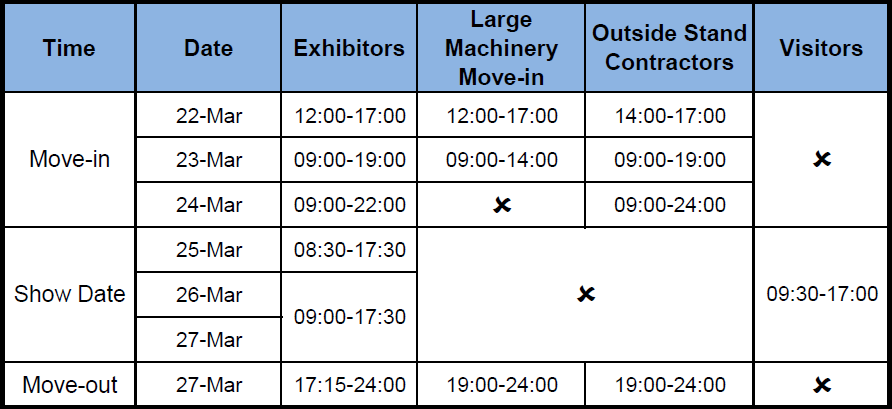 Time
Date
Exhibitors
Large
Machinery
Move-in
Outside Stand
Contractors
Visitors
Move-in
22-Mar
12:00-17:00
12:00-17:00
14:00-17:00
✘
23-Mar
09:00-19:00
09:00-14:00
09:00-19:00
24-Mar
09:00-22:00
✘
09:00-24:00
Show Date
25-Mar
08:30-17:30
✘
09:30-17:00
26-Mar
09:00-17:30
27-Mar
Move-out
27-Mar
17:15-24:00
19:00-24:00
19:00-24:00
✘